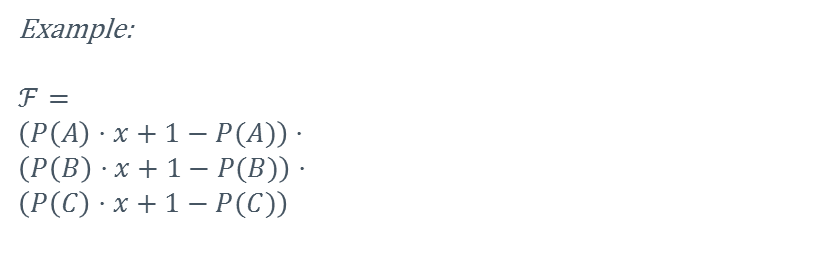 Example:
ℱ =
(P(A) · x + 1 − P(A)) ·
(P(B) · x + 1 − P(B)) ·
(P(C) · x + 1 − P(C))